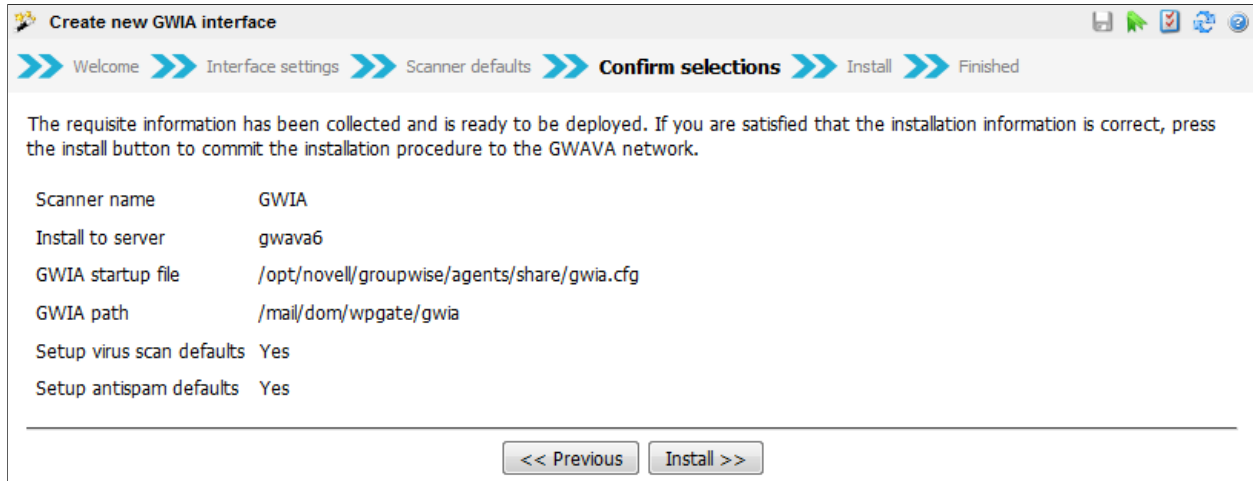 Create new GWIA interface
Welcome Interface settings Scanner defaults Confirm selections Install Finished
The requisite information has been collected and is ready to be deployed. If you are satisfied that the installation information is correct, press
the install button to commit the installation procedure to the GWAVA network.
Scanner name GWIA
Install to server gwava6
GWIA startup file /opt/novell/groupwise/agents/share/gwia.cfg
GWIA path /mail/dom/wpgate/gwia
Setup virus scan defaults Yes
Setup antispam defaults Yes
<< Previous Install >>